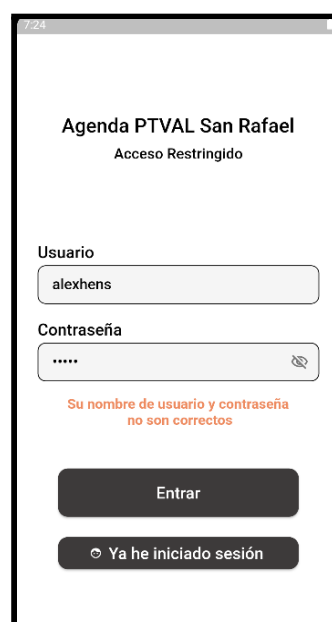 7:24
Agenda PTVAL San Rafael
Acceso Restringido
Usuario
alexhens
Contraseña
•••••
Su nombre de usuario y contraseña
no son correctos
Entrar
Ya he iniciado sesión